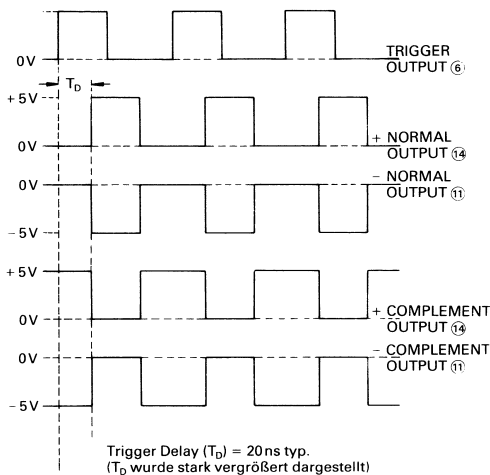 0V
TRIGGER
OUTPUT ⑥
T_D
+5V
0V
+ NORMAL
OUTPUT ⑭
0V
− NORMAL
OUTPUT ⑪
−5V
+5V
0V
+ COMPLEMENT
OUTPUT ⑭
0V
− COMPLEMENT
OUTPUT ⑪
−5V
Trigger Delay (T_D) = 20 ns typ.
(T_D wurde stark vergrößert dargestellt)